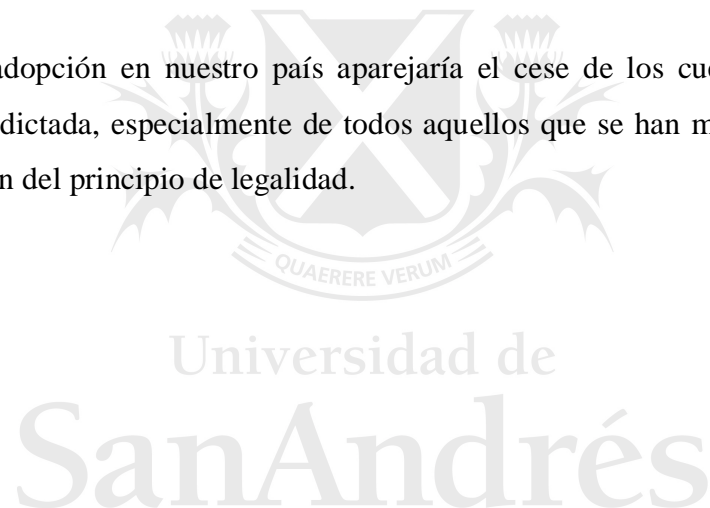 adopción en nuestro país aparejaría el cese de los
dictada, especialmente de todos aquellos que se han
del principio de legalidad.
QUAERERE VERUM
Universidad de
SanAndrés